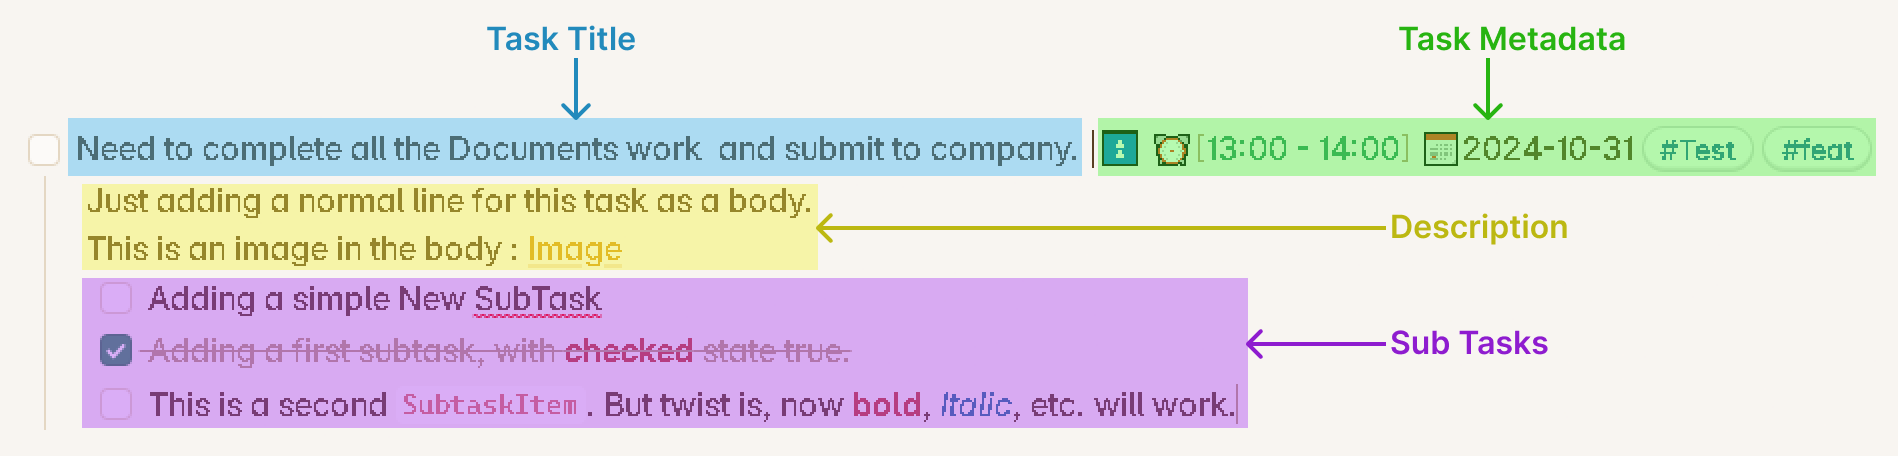 Task Title
Task Metadata
Need to complete all the Documents work  and submit to company. | ⏰[13:00 - 14:00] 2024-10-31 #Test #feat
Just adding a normal line for this task as a body.
This is an image in the body : Image
Description
Adding a simple New SubTask
Adding a first subtask, with checked state true.
Sub Tasks
This is a second SubtaskItem . But twist is, now bold, Italic, etc. will work.